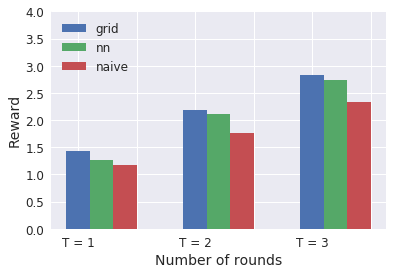 4.0
3.5
3.0
2.5
2.0
1.5
1.0
0.5
0.0
Reward
grid
nn
naive
T = 1 T = 2 T = 3
Number of rounds